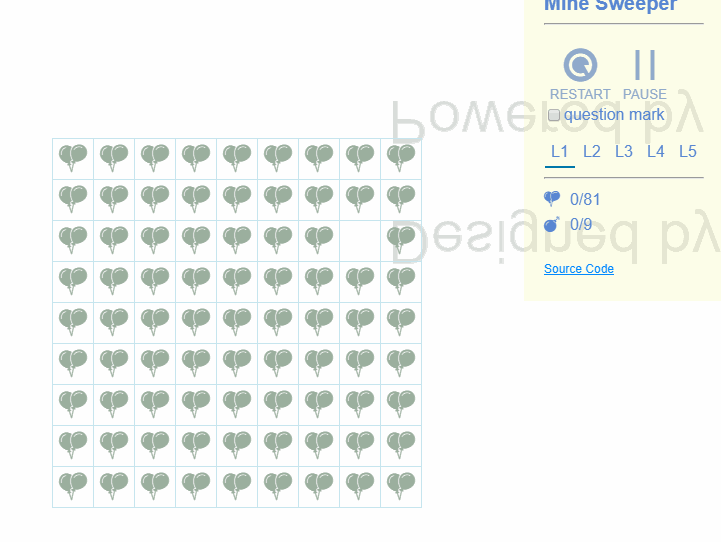 Mine Sweeper
RESTART PAUSE
question mark
L1 L2 L3 L4 L5
0/81
0/9
Source Code
Powered by
Designed by